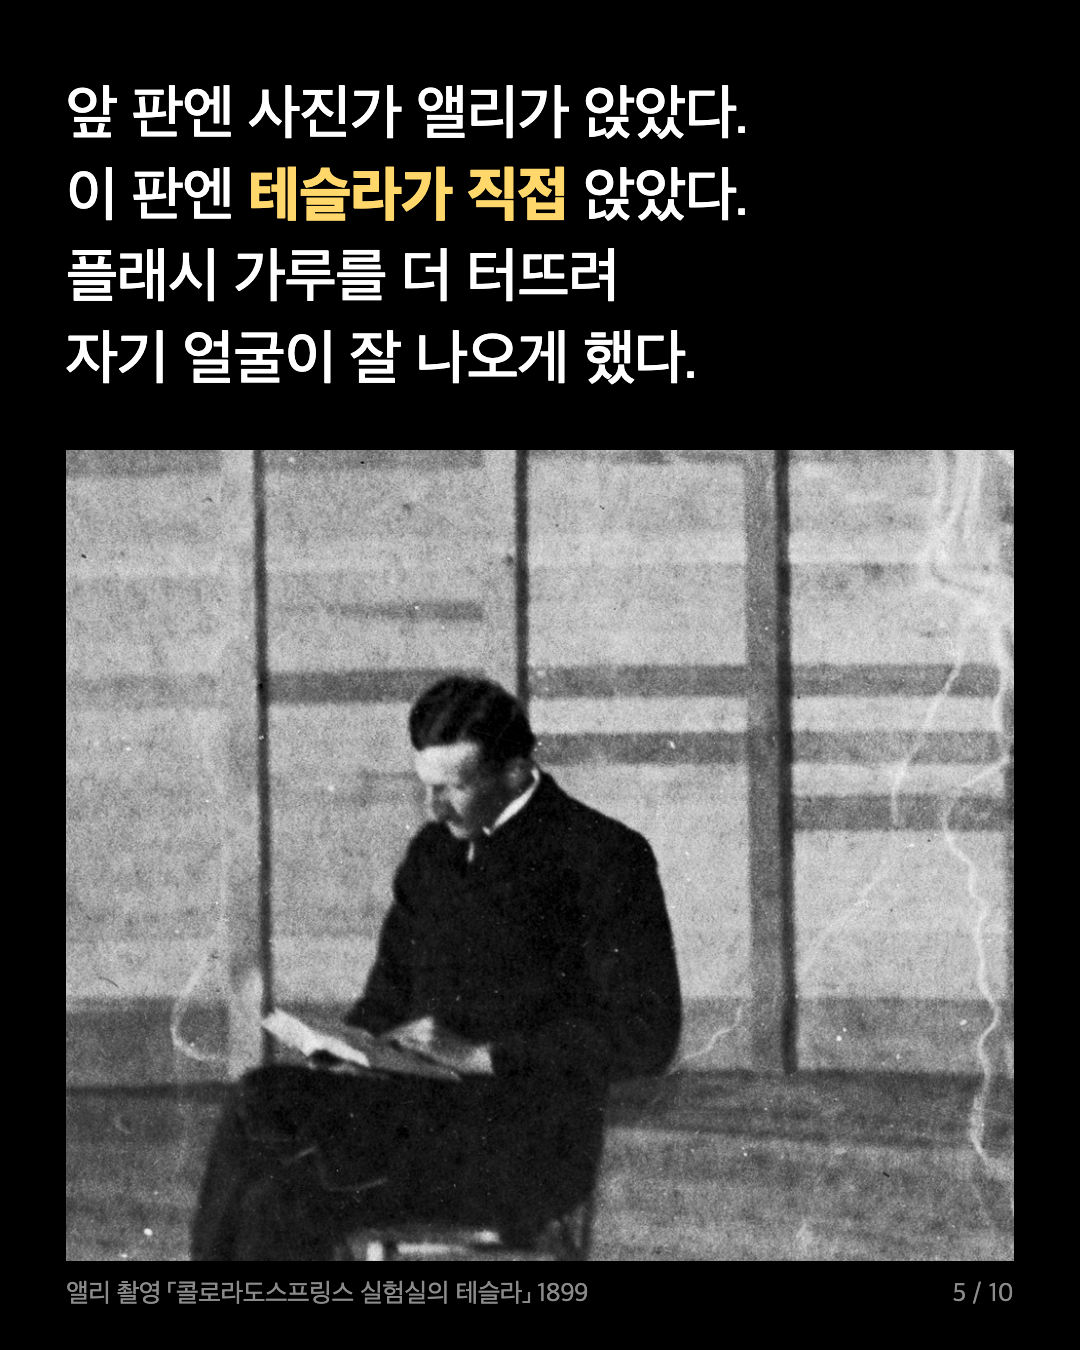 앞 판엔 사진가 앨리가 앉았다.
이 판엔 테슬라가 직접 앉았다.
플래시 가루를 더 터뜨려
자기 얼굴이 잘 나오게 했다.
앨리 촬영 「콜로라도스프링스 실험실의 테슬라」 1899
5 / 10